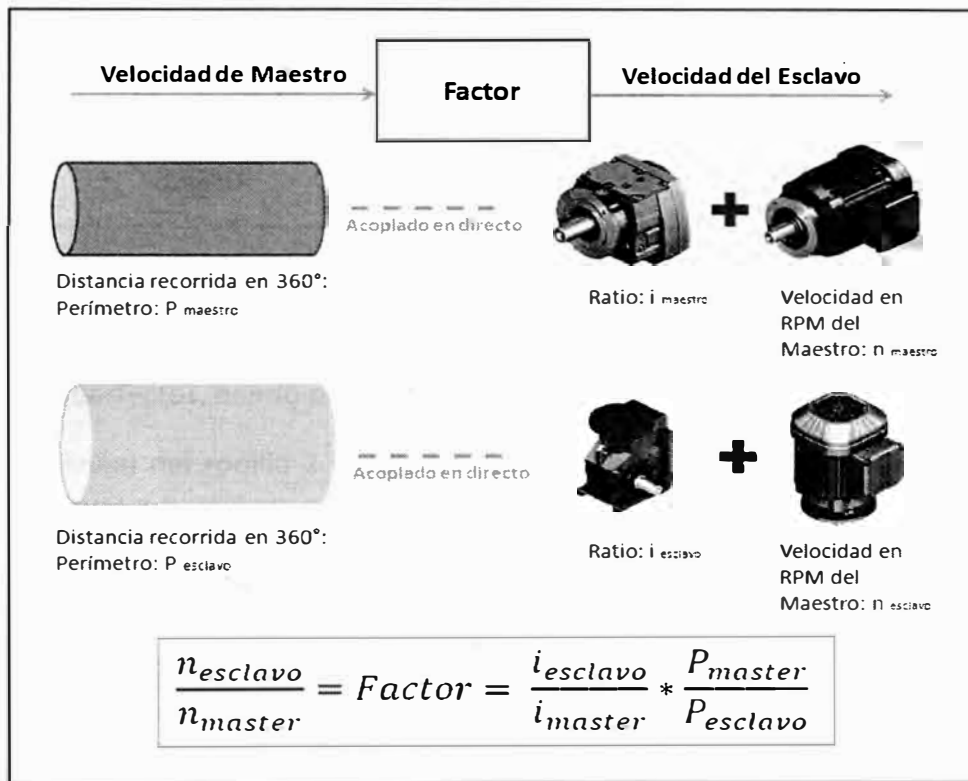 Velocidad de Maestro
Factor
Velocidad del Esclavo
Acoplado en directo
Distancia recorrida en 360°:
Perímetro: P maestro
Ratio: i maestro
Velocidad en
RPM del
Maestro: n maestro
Acoplado en directo
Distancia recorrida en 360°:
Perímetro: P esclavo
Ratio: i esclavo
Velocidad en
RPM del
Maestro: n esclavo
n_esclavo / n_master = Factor = i_esclavo / i_master * P_master / P_esclavo